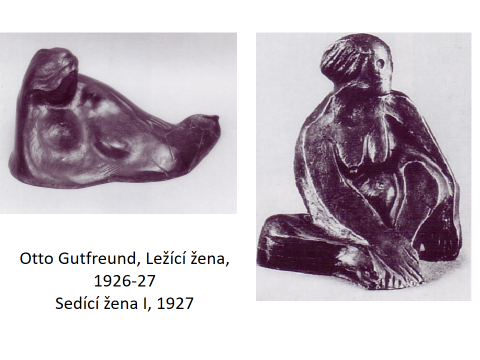 Otto Gutfreund, Ležící žena,
1926-27
Sedící žena I, 1927